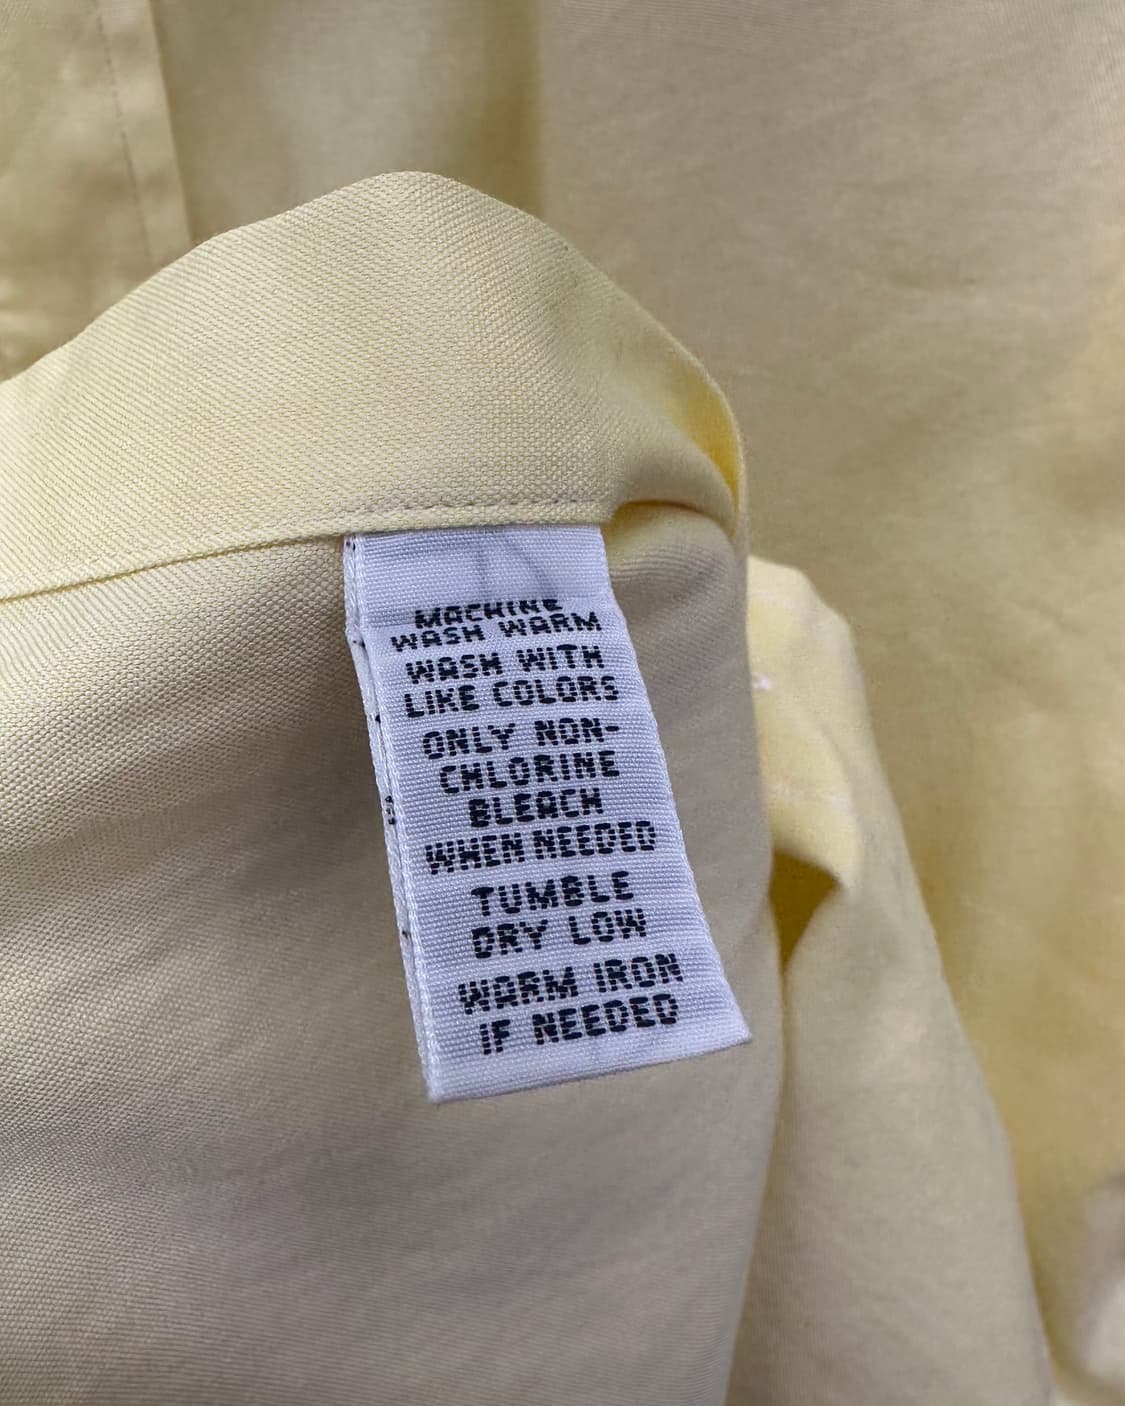 MACHINE
WASH WARM
WASH WITH
LIKE COLORS
ONLY NON-
CHLORINE
BLEACH
WHEN NEEDED
TUMBLE
DRY LOW
WARM IRON
IF NEEDED